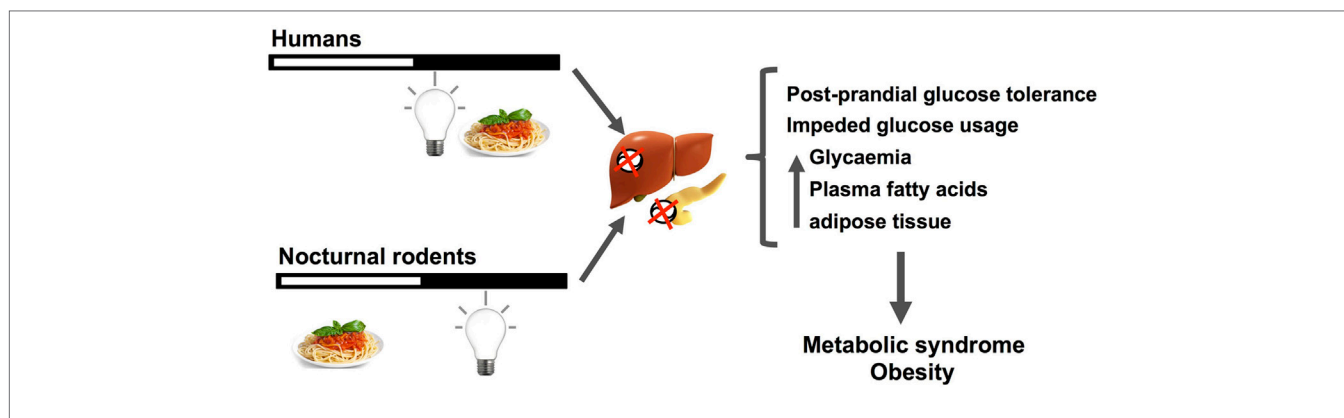 Humans
Nocturnal rodents
Post-prandial glucose tolerance
Impeded glucose usage
Glycaemia
Plasma fatty acids
adipose tissue
Metabolic syndrome
Obesity